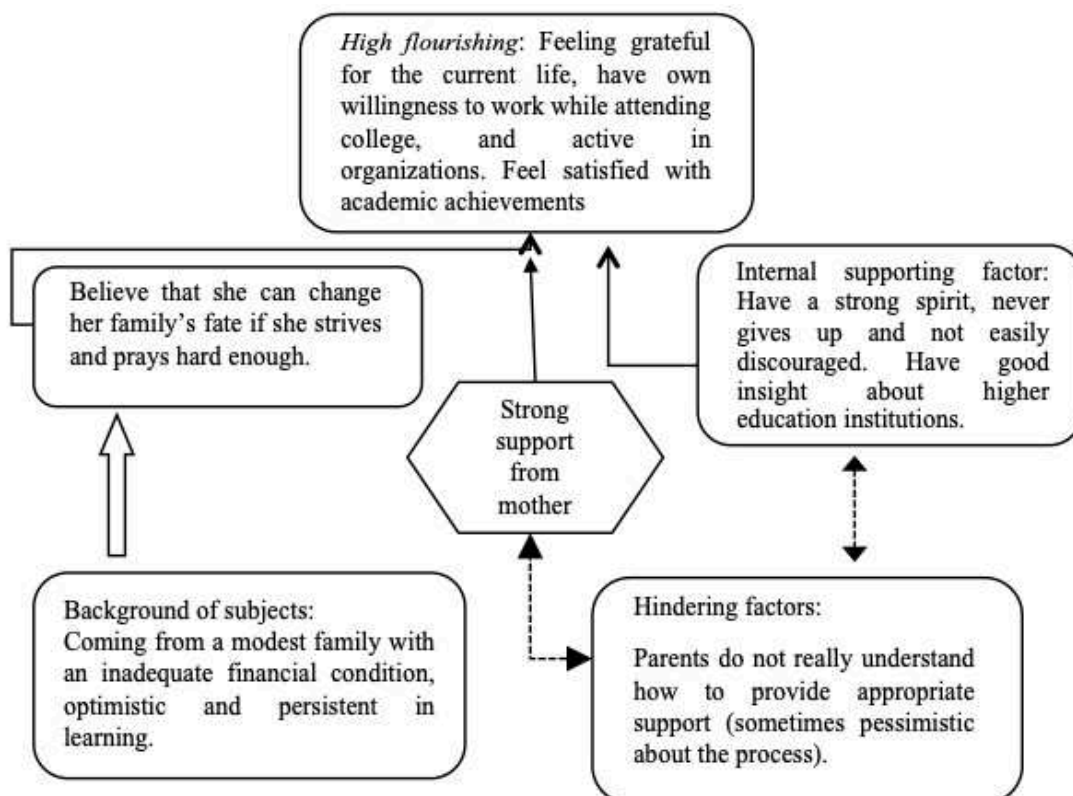 High flourishing: Feeling grateful
for the current life, have own
willingness to work while attending
college, and active in
organizations. Feel satisfied with
academic achievements
Believe that she can change
her family's fate if she strives
and prays hard enough.
Internal supporting factor:
Have a strong spirit, never
gives up and not easily
discouraged. Have good
insight about higher
education institutions.
Strong
support
from
mother
Background of subjects:
Coming from a modest family with
an inadequate financial condition,
optimistic and persistent in
learning.
Hindering factors:
Parents do not really understand
how to provide appropriate
support (sometimes pessimistic
about the process).